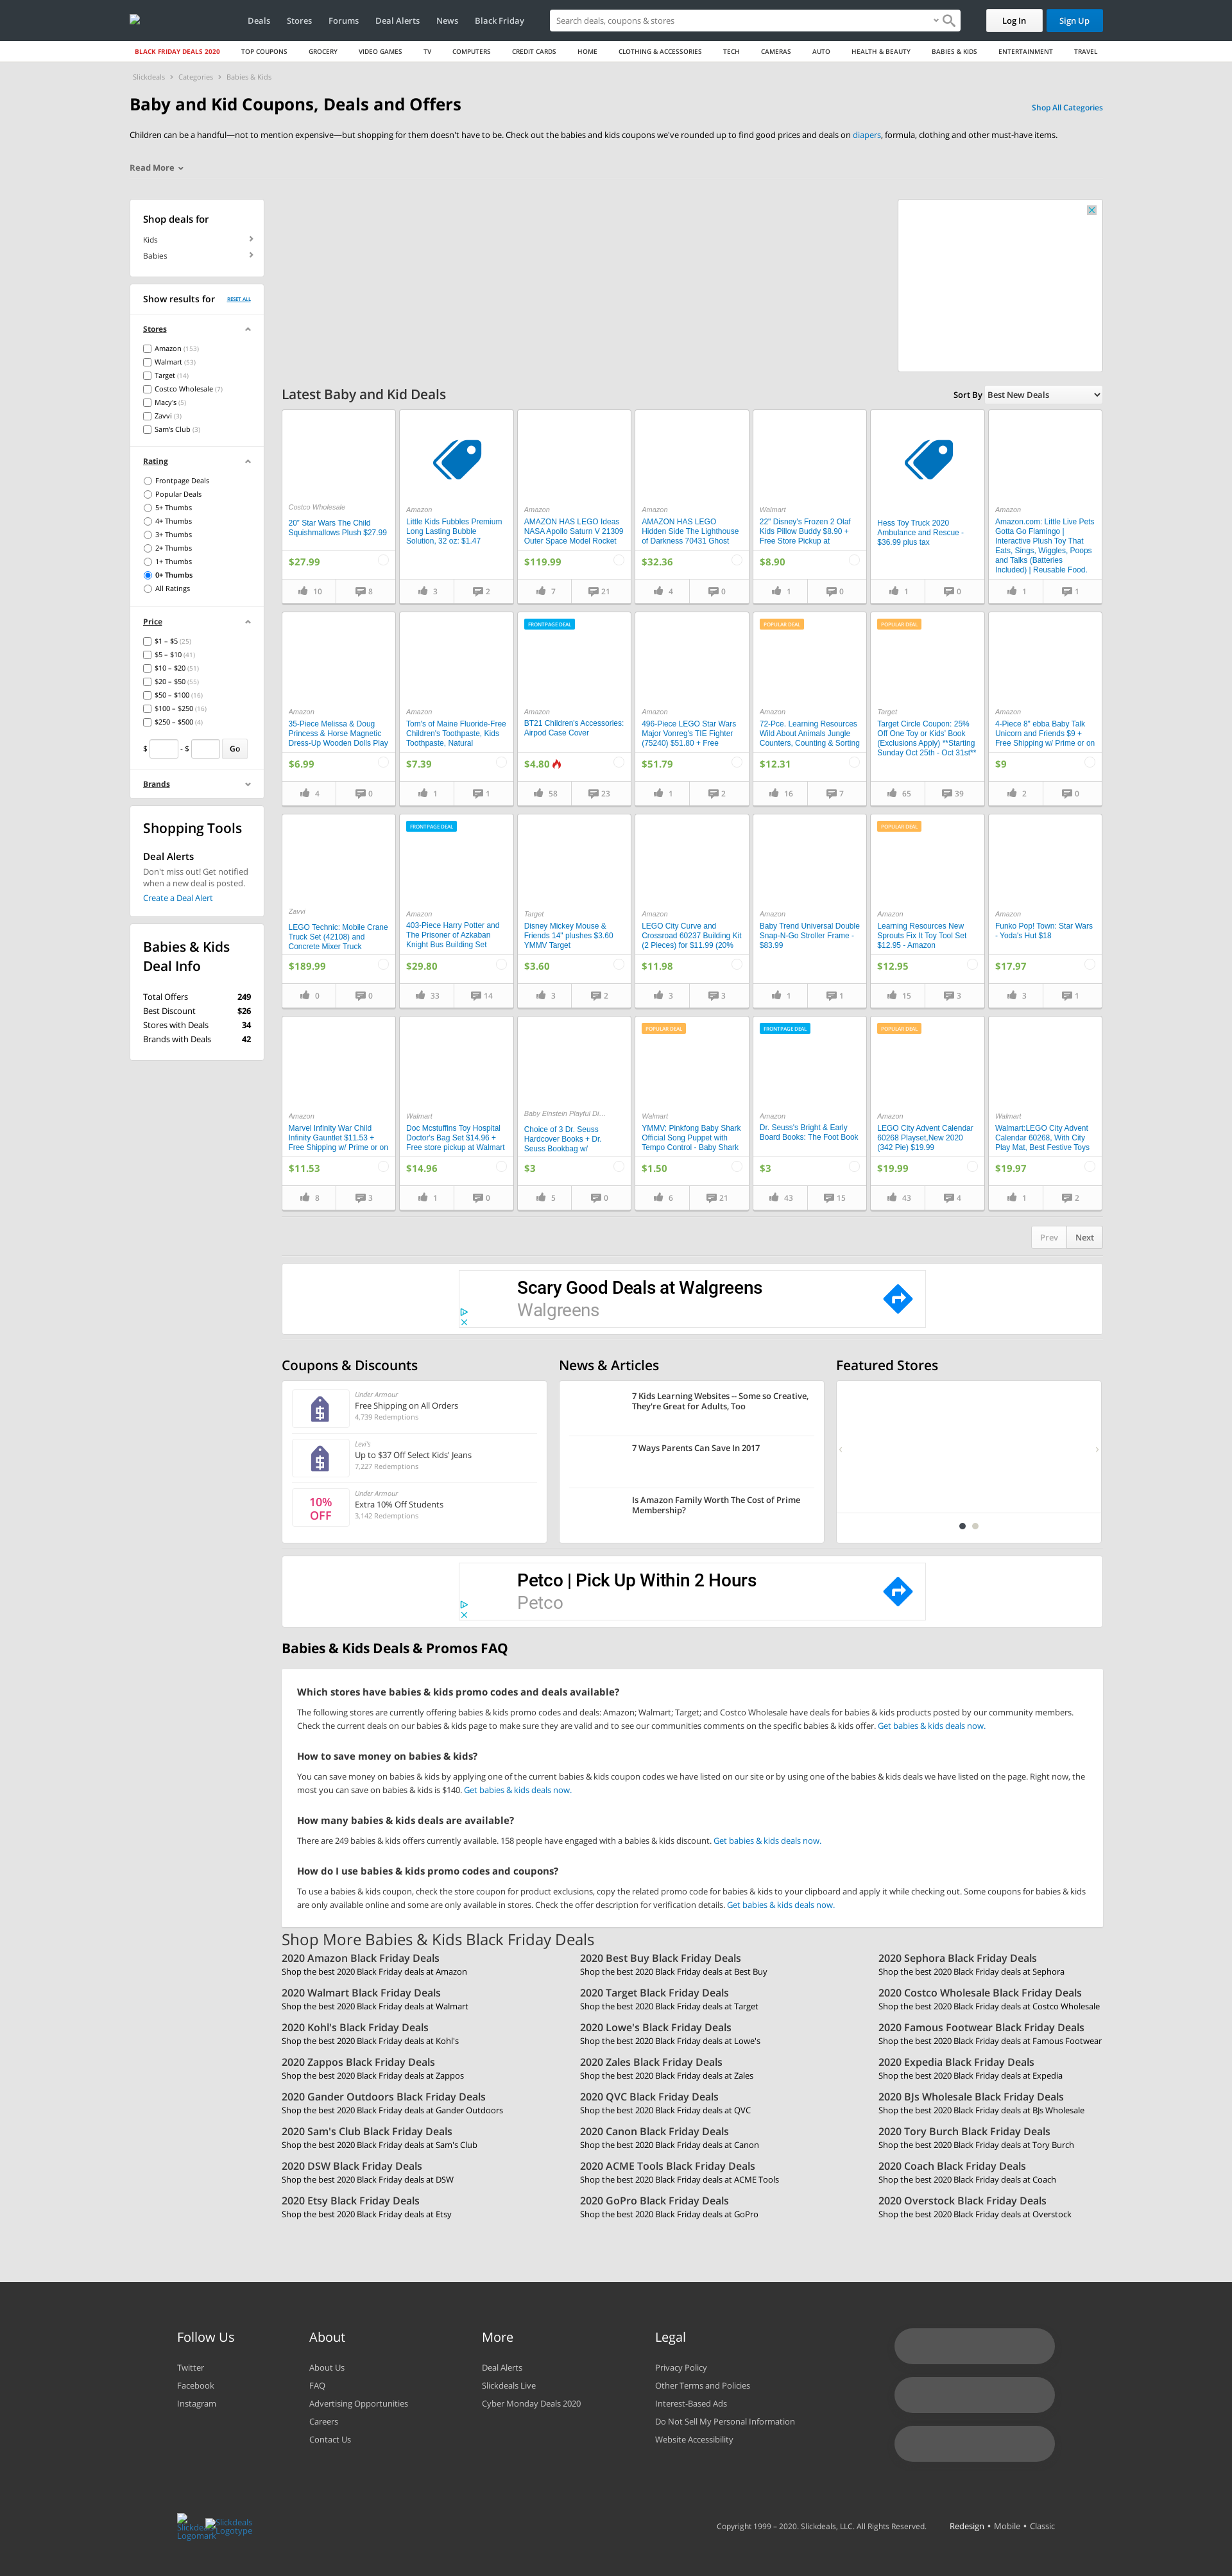 Deals Stores Forums Deal Alerts News Black Friday Search deals, coupons & stores Log In Sign Up
BLACK FRIDAY DEALS 2020 TOP COUPONS GROCERY VIDEO GAMES TV COMPUTERS CREDIT CARDS HOME CLOTHING & ACCESSORIES TECH CAMERAS AUTO HEALTH & BEAUTY BABIES & KIDS ENTERTAINMENT TRAVEL
Slickdeals Categories Babies & Kids
Baby and Kid Coupons, Deals and Offers
Shop All Categories
Children can be a handful—not to mention expensive—but shopping for them doesn't have to be. Check out the babies and kids coupons we've rounded up to find good prices and deals on diapers, formula, clothing and other must-have items.
Read More
Shop deals for
Kids
Babies
Show results for RESET ALL
Stores
Amazon (153)
Walmart (53)
Target (14)
Costco Wholesale (7)
Macy's (5)
Zavvi (3)
Sam's Club (3)
Rating
Frontpage Deals
Popular Deals
5+ Thumbs
4+ Thumbs
3+ Thumbs
2+ Thumbs
1+ Thumbs
0+ Thumbs
All Ratings
Price
$1 – $5 (25)
$5 – $10 (41)
$10 – $20 (51)
$20 – $50 (55)
$50 – $100 (16)
$100 – $250 (16)
$250 – $500 (4)
$ - $ Go
Brands
Shopping Tools
Deal Alerts
Don't miss out! Get notified
when a new deal is posted.
Create a Deal Alert
Babies & Kids
Deal Info
Total Offers 249
Best Discount $26
Stores with Deals 34
Brands with Deals 42
Latest Baby and Kid Deals
Sort By Best New Deals
Costco Wholesale
20" Star Wars The Child
Squishmallows Plush $27.99
$27.99
10 8
Amazon
Little Kids Fubbles Premium
Long Lasting Bubble
Solution, 32 oz: $1.47
3 2
Amazon
AMAZON HAS LEGO Ideas
NASA Apollo Saturn V 21309
Outer Space Model Rocket
$119.99
7 21
Amazon
AMAZON HAS LEGO
Hidden Side The Lighthouse
of Darkness 70431 Ghost
$32.36
4 0
Walmart
22" Disney's Frozen 2 Olaf
Kids Pillow Buddy $8.90 +
Free Store Pickup at
$8.90
1 0
Hess Toy Truck 2020
Ambulance and Rescue -
$36.99 plus tax
1 0
Amazon
Amazon.com: Little Live Pets
Gotta Go Flamingo |
Interactive Plush Toy That
Eats, Sings, Wiggles, Poops
and Talks (Batteries
Included) | Reusable Food.
1 1
Amazon
35-Piece Melissa & Doug
Princess & Horse Magnetic
Dress-Up Wooden Dolls Play
$6.99
4 0
Amazon
Tom's of Maine Fluoride-Free
Children's Toothpaste, Kids
Toothpaste, Natural
$7.39
1 1
FRONTPAGE DEAL
Amazon
BT21 Children's Accessories:
Airpod Case Cover
$4.80
58 23
Amazon
496-Piece LEGO Star Wars
Major Vonreg's TIE Fighter
(75240) $51.80 + Free
$51.79
1 2
POPULAR DEAL
Amazon
72-Pce. Learning Resources
Wild About Animals Jungle
Counters, Counting & Sorting
$12.31
16 7
POPULAR DEAL
Target
Target Circle Coupon: 25%
Off One Toy or Kids' Book
(Exclusions Apply) **Starting
Sunday Oct 25th - Oct 31st**
65 39
Amazon
4-Piece 8" ebba Baby Talk
Unicorn and Friends $9 +
Free Shipping w/ Prime or on
$9
2 0
Zavvi
LEGO Technic: Mobile Crane
Truck Set (42108) and
Concrete Mixer Truck
$189.99
0 0
FRONTPAGE DEAL
Amazon
403-Piece Harry Potter and
The Prisoner of Azkaban
Knight Bus Building Set
$29.80
33 14
Target
Disney Mickey Mouse &
Friends 14" plushes $3.60
YMMV Target
$3.60
3 2
Amazon
LEGO City Curve and
Crossroad 60237 Building Kit
(2 Pieces) for $11.99 (20%
$11.98
3 3
Amazon
Baby Trend Universal Double
Snap-N-Go Stroller Frame -
$83.99
1 1
POPULAR DEAL
Amazon
Learning Resources New
Sprouts Fix It Toy Tool Set
$12.95 - Amazon
$12.95
15 3
Amazon
Funko Pop! Town: Star Wars
- Yoda's Hut $18
$17.97
3 1
Amazon
Marvel Infinity War Child
Infinity Gauntlet $11.53 +
Free Shipping w/ Prime or on
$11.53
8 3
Walmart
Doc Mcstuffins Toy Hospital
Doctor's Bag Set $14.96 +
Free store pickup at Walmart
$14.96
1 0
Baby Einstein Playful Di...
Choice of 3 Dr. Seuss
Hardcover Books + Dr.
Seuss Bookbag w/
$3
5 0
POPULAR DEAL
Walmart
YMMV: Pinkfong Baby Shark
Official Song Puppet with
Tempo Control - Baby Shark
$1.50
6 21
FRONTPAGE DEAL
Amazon
Dr. Seuss's Bright & Early
Board Books: The Foot Book
$3
43 15
POPULAR DEAL
Amazon
LEGO City Advent Calendar
60268 Playset,New 2020
(342 Pie) $19.99
$19.99
43 4
Walmart
Walmart:LEGO City Advent
Calendar 60268, With City
Play Mat, Best Festive Toys
$19.97
1 2
Prev Next
Scary Good Deals at Walgreens
Walgreens
Coupons & Discounts
Under Armour
Free Shipping on All Orders
4,739 Redemptions
Levi's
Up to $37 Off Select Kids' Jeans
7,227 Redemptions
10%
OFF
Under Armour
Extra 10% Off Students
3,142 Redemptions
News & Articles
7 Kids Learning Websites -- Some so Creative,
They're Great for Adults, Too
7 Ways Parents Can Save In 2017
Is Amazon Family Worth The Cost of Prime
Membership?
Featured Stores
Petco | Pick Up Within 2 Hours
Petco
Babies & Kids Deals & Promos FAQ
Which stores have babies & kids promo codes and deals available?
The following stores are currently offering babies & kids promo codes and deals: Amazon; Walmart; Target; and Costco Wholesale have deals for babies & kids products posted by our community members.
Check the current deals on our babies & kids page to make sure they are valid and to see our communities comments on the specific babies & kids offer. Get babies & kids deals now.
How to save money on babies & kids?
You can save money on babies & kids by applying one of the current babies & kids coupon codes we have listed on our site or by using one of the babies & kids deals we have listed on the page. Right now, the
most you can save on babies & kids is $140. Get babies & kids deals now.
How many babies & kids deals are available?
There are 249 babies & kids offers currently available. 158 people have engaged with a babies & kids discount. Get babies & kids deals now.
How do I use babies & kids promo codes and coupons?
To use a babies & kids coupon, check the store coupon for product exclusions, copy the related promo code for babies & kids to your clipboard and apply it while checking out. Some coupons for babies & kids
are only available online and some are only available in stores. Check the offer description for verification details. Get babies & kids deals now.
Shop More Babies & Kids Black Friday Deals
2020 Amazon Black Friday Deals 2020 Best Buy Black Friday Deals 2020 Sephora Black Friday Deals
Shop the best 2020 Black Friday deals at Amazon Shop the best 2020 Black Friday deals at Best Buy Shop the best 2020 Black Friday deals at Sephora
2020 Walmart Black Friday Deals 2020 Target Black Friday Deals 2020 Costco Wholesale Black Friday Deals
Shop the best 2020 Black Friday deals at Walmart Shop the best 2020 Black Friday deals at Target Shop the best 2020 Black Friday deals at Costco Wholesale
2020 Kohl's Black Friday Deals 2020 Lowe's Black Friday Deals 2020 Famous Footwear Black Friday Deals
Shop the best 2020 Black Friday deals at Kohl's Shop the best 2020 Black Friday deals at Lowe's Shop the best 2020 Black Friday deals at Famous Footwear
2020 Zappos Black Friday Deals 2020 Zales Black Friday Deals 2020 Expedia Black Friday Deals
Shop the best 2020 Black Friday deals at Zappos Shop the best 2020 Black Friday deals at Zales Shop the best 2020 Black Friday deals at Expedia
2020 Gander Outdoors Black Friday Deals 2020 QVC Black Friday Deals 2020 BJs Wholesale Black Friday Deals
Shop the best 2020 Black Friday deals at Gander Outdoors Shop the best 2020 Black Friday deals at QVC Shop the best 2020 Black Friday deals at BJs Wholesale
2020 Sam's Club Black Friday Deals 2020 Canon Black Friday Deals 2020 Tory Burch Black Friday Deals
Shop the best 2020 Black Friday deals at Sam's Club Shop the best 2020 Black Friday deals at Canon Shop the best 2020 Black Friday deals at Tory Burch
2020 DSW Black Friday Deals 2020 ACME Tools Black Friday Deals 2020 Coach Black Friday Deals
Shop the best 2020 Black Friday deals at DSW Shop the best 2020 Black Friday deals at ACME Tools Shop the best 2020 Black Friday deals at Coach
2020 Etsy Black Friday Deals 2020 GoPro Black Friday Deals 2020 Overstock Black Friday Deals
Shop the best 2020 Black Friday deals at Etsy Shop the best 2020 Black Friday deals at GoPro Shop the best 2020 Black Friday deals at Overstock
Follow Us
Twitter
Facebook
Instagram
About
About Us
FAQ
Advertising Opportunities
Careers
Contact Us
More
Deal Alerts
Slickdeals Live
Cyber Monday Deals 2020
Legal
Privacy Policy
Other Terms and Policies
Interest-Based Ads
Do Not Sell My Personal Information
Website Accessibility
Slickdeals
Logomark
Slickdeals
Logotype
Copyright 1999 – 2020. Slickdeals, LLC. All Rights Reserved. Redesign • Mobile • Classic